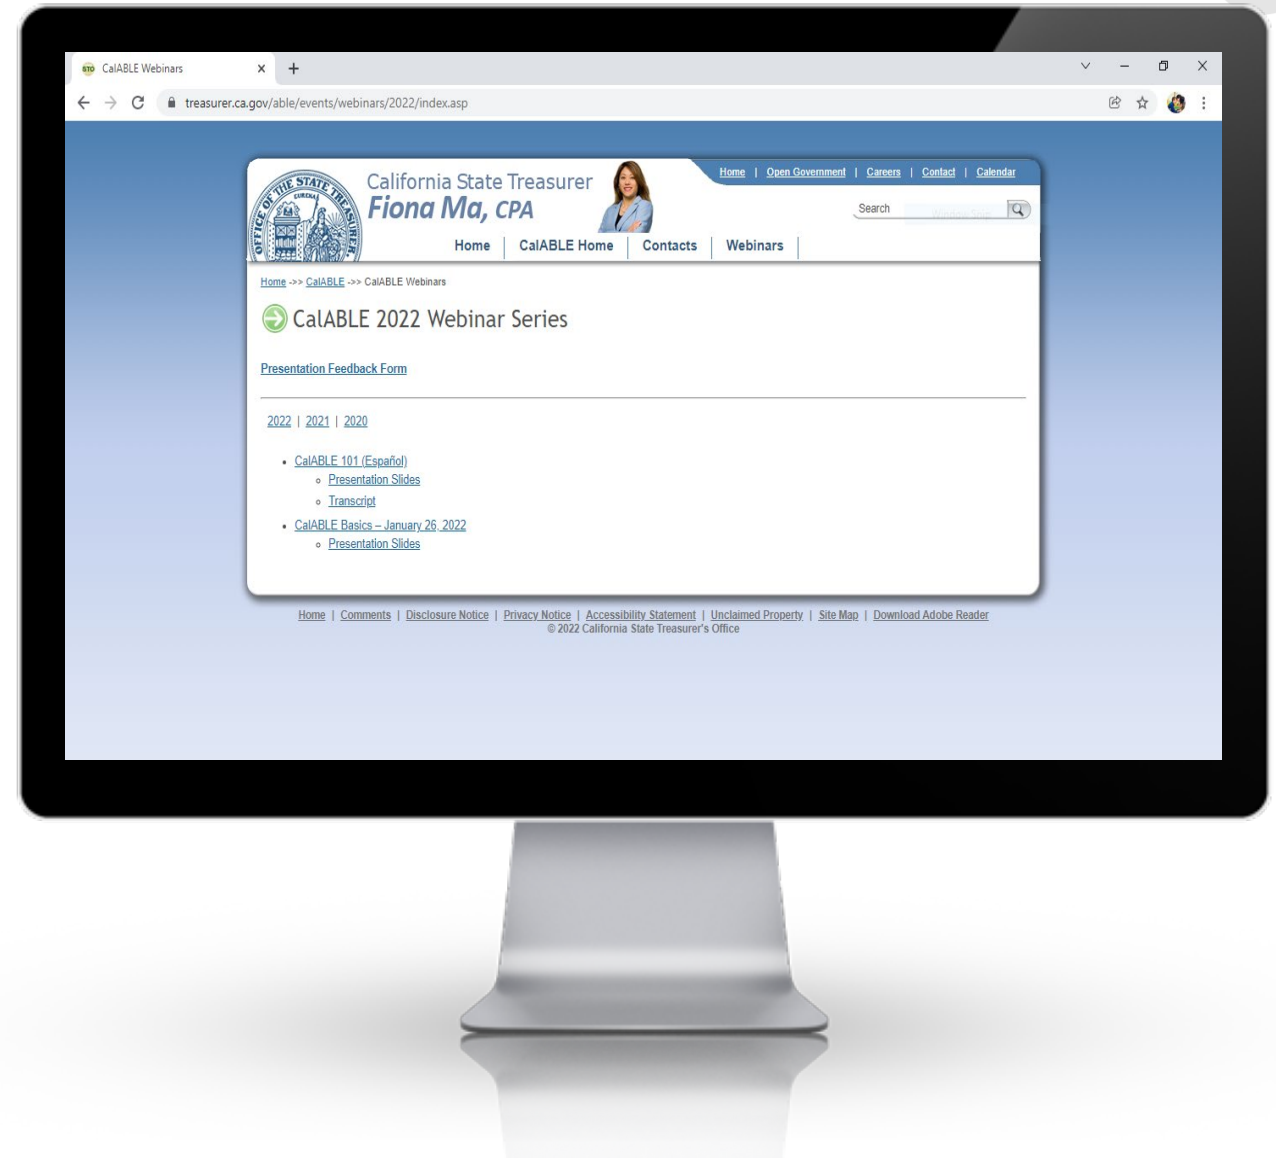 STO CalABLE Webinars
treasurer.ca.gov/able/events/webinars/2022/index.asp
Home | Open Government | Careers | Contact | Calendar
OFFICE OF THE STATE TREASURER
EUREKA
California State Treasurer
Fiona Ma, CPA
Search
Home | CalABLE Home | Contacts | Webinars |
Home ->> CalABLE ->> CalABLE Webinars
CalABLE 2022 Webinar Series
Presentation Feedback Form
2022 | 2021 | 2020
• CalABLE 101 (Español)
◦ Presentation Slides
◦ Transcript
• CalABLE Basics – January 26, 2022
◦ Presentation Slides
Home | Comments | Disclosure Notice | Privacy Notice | Accessibility Statement | Unclaimed Property | Site Map | Download Adobe Reader
© 2022 California State Treasurer's Office